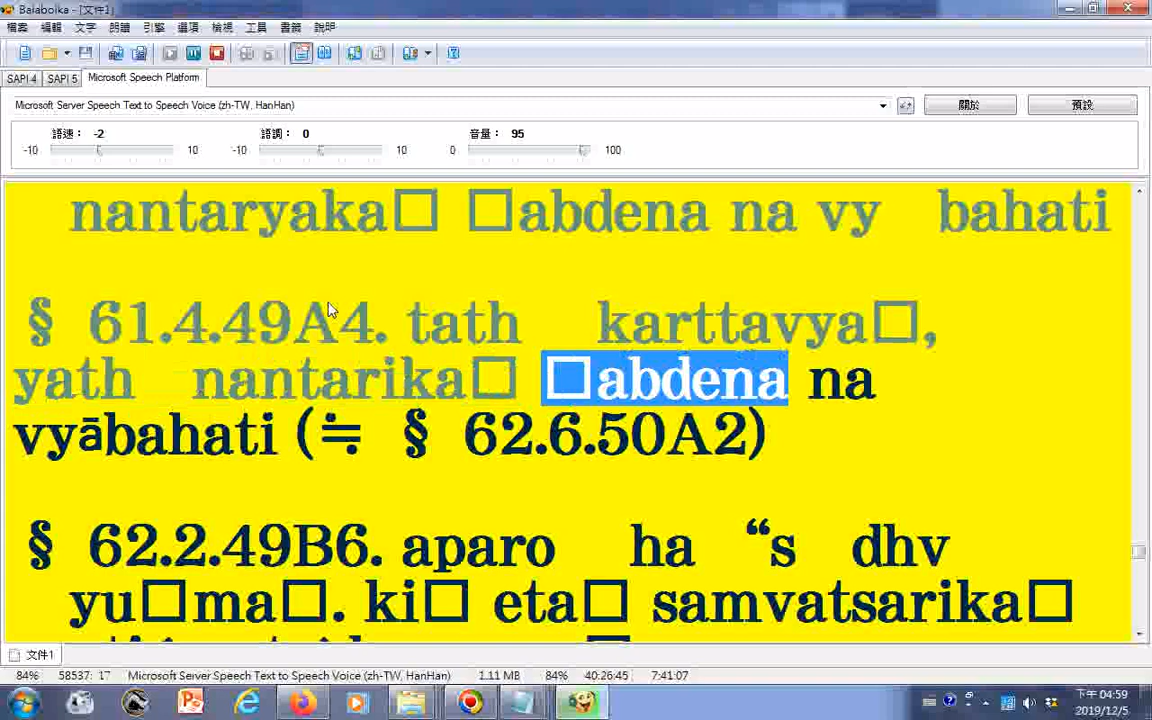 Balabolka - [文件1]
檔案 編輯 文字 朗讀 引擎 選項 檢視 工具 書籤 說明
SAPI 4 SAPI 5 Microsoft Speech Platform
Microsoft Server Speech Text to Speech Voice (zh-TW, HanHan) 關於 預設
語速： -2 語調： 0 音量： 95
-10 10 -10 10 0 100
nantaryaka□ □abdena na vy bahati
§ 61.4.49A4. tath karttavya□,
yath nantarika□ □abdena na
vyābahati (≒ § 62.6.50A2)
§ 62.2.49B6. aparo ha “s dhv
yu□ma□. ki□ eta□ samvatsarika□
文件1
84% 58537: 17 Microsoft Server Speech Text to Speech Voice (zh-TW, HanHan) 1.11 MB 84% 40:26:45 7:41:07
下午 04:59
2019/12/5